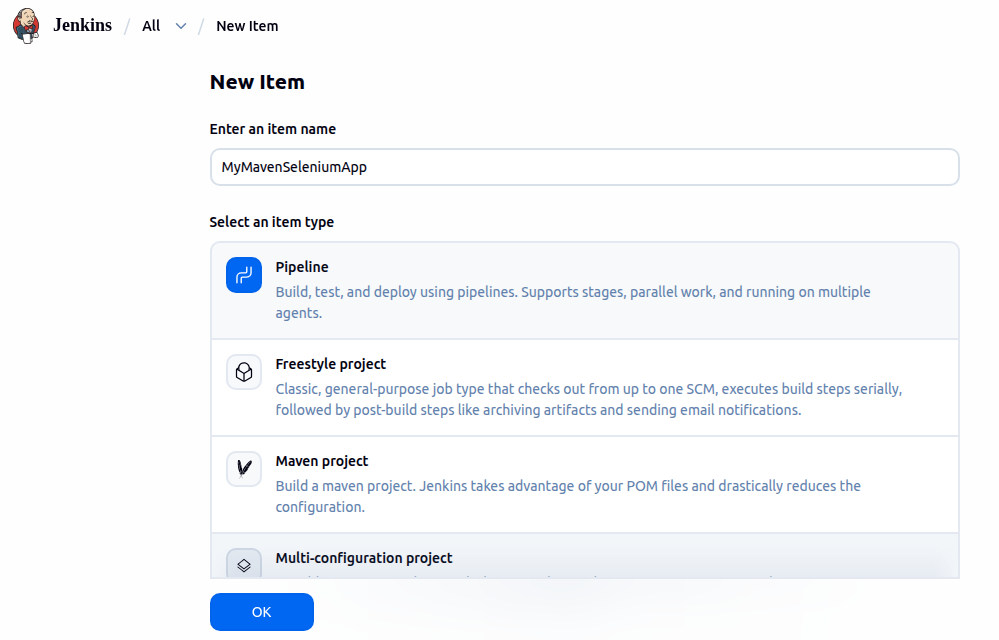 Jenkins / All / New Item
New Item
Enter an item name
MyMavenSeleniumApp
Select an item type
Pipeline
Build, test, and deploy using pipelines. Supports stages, parallel work, and running on multiple
agents.
Freestyle project
Classic, general-purpose job type that checks out from up to one SCM, executes build steps serially,
followed by post-build steps like archiving artifacts and sending email notifications.
Maven project
Build a maven project. Jenkins takes advantage of your POM files and drastically reduces the
configuration.
Multi-configuration project
OK